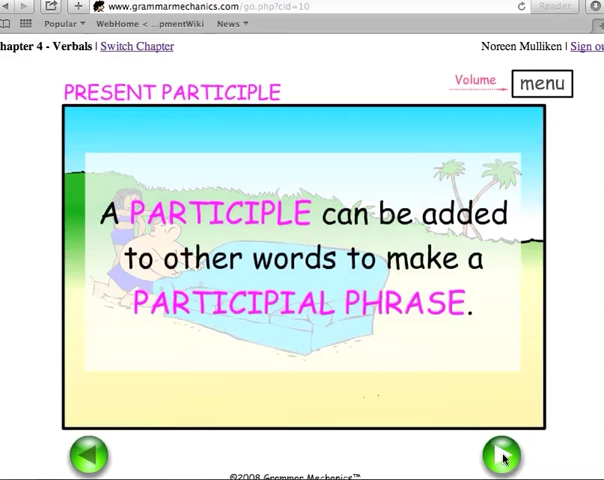 www.grammarmechanics.com/go.php?cid=10
Reader
Popular WebHome < ...pmentWiki News
hapter 4 - Verbals | Switch Chapter
Noreen Mulliken | Sign ou
PRESENT PARTICIPLE
Volume
menu
A PARTICIPLE can be added
to other words to make a
PARTICIPIAL PHRASE.
©2008 Grammar Mechanics™